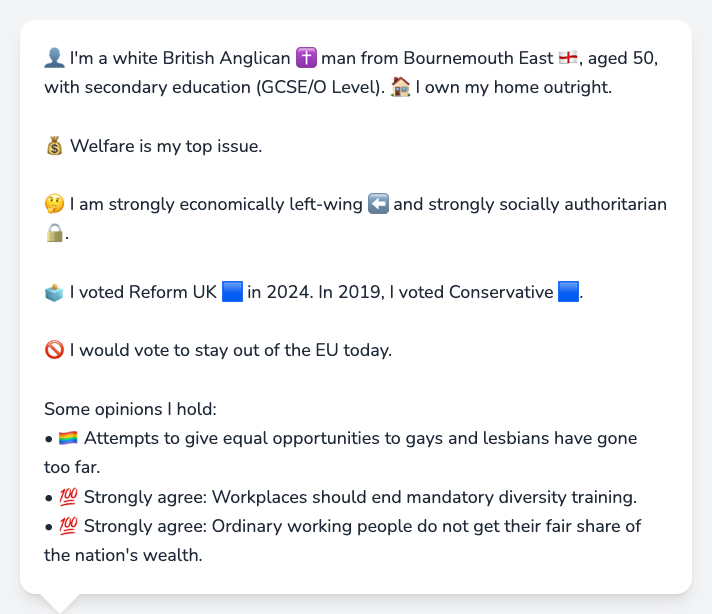 👤 I'm a white British Anglican ✝️ man from Bournemouth East 🏴󠁧󠁢󠁥󠁮󠁧󠁿, aged 50,
with secondary education (GCSE/O Level). 🏠 I own my home outright.
💰 Welfare is my top issue.
🤔 I am strongly economically left-wing ⬅️ and strongly socially authoritarian
🔒.
🗳️ I voted Reform UK 🟦 in 2024. In 2019, I voted Conservative 🟦.
🚫 I would vote to stay out of the EU today.
Some opinions I hold:
• 🏳️‍🌈 Attempts to give equal opportunities to gays and lesbians have gone
too far.
• 💯 Strongly agree: Workplaces should end mandatory diversity training.
• 💯 Strongly agree: Ordinary working people do not get their fair share of
the nation's wealth.